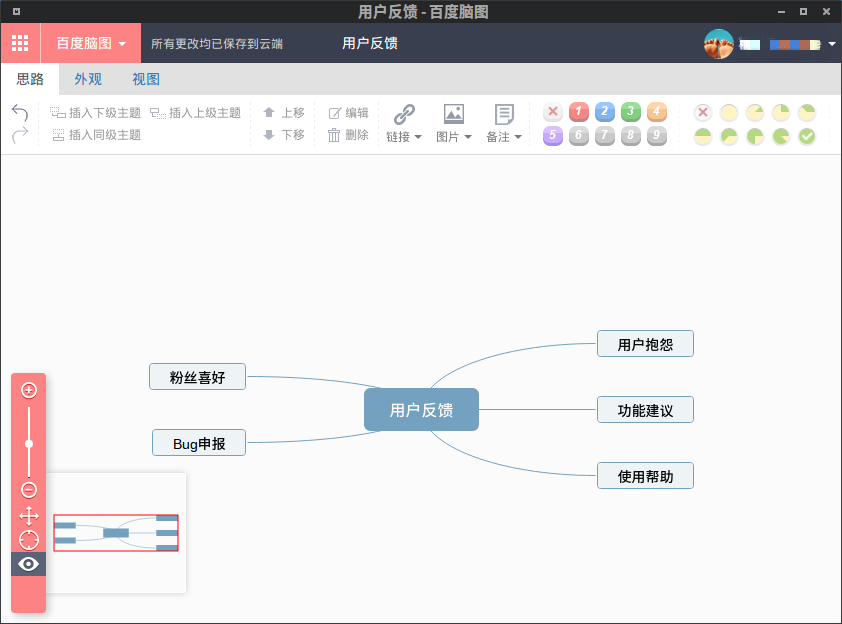 用户反馈 - 百度脑图
百度脑图 所有更改均已保存到云端 用户反馈
思路 外观 视图
插入下级主题 插入上级主题 上移 编辑
插入同级主题 下移 删除
链接 图片 备注
1 2 3 4
5 6 7 8 9
用户抱怨
粉丝喜好
用户反馈
功能建议
Bug申报
使用帮助